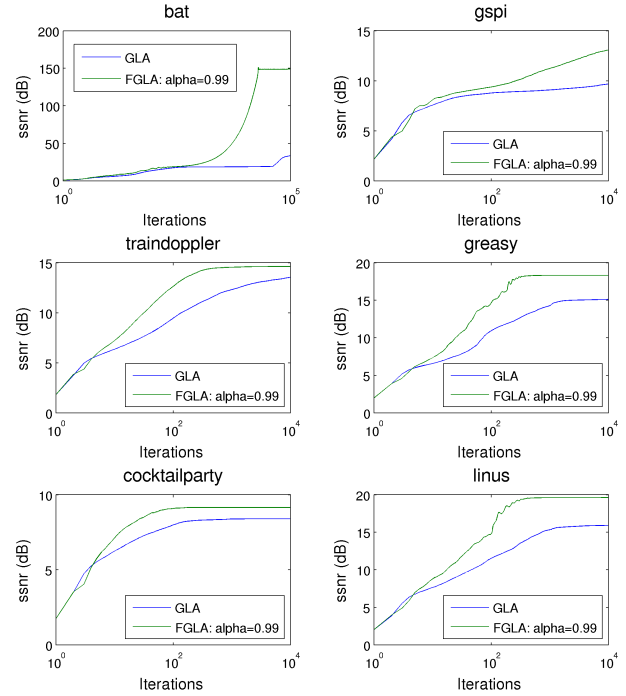 bat
200
150
100
50
0
ssnr (dB)
GLA
FGLA: alpha=0.99
10^0
10^5
Iterations
gspi
15
10
5
0
ssnr (dB)
GLA
FGLA: alpha=0.99
10^0
10^2
10^4
Iterations
traindoppler
15
10
5
0
ssnr (dB)
GLA
FGLA: alpha=0.99
10^0
10^2
10^4
Iterations
greasy
20
15
10
5
0
ssnr (dB)
GLA
FGLA: alpha=0.99
10^0
10^2
10^4
Iterations
cocktailparty
10
5
0
ssnr (dB)
GLA
FGLA: alpha=0.99
10^0
10^2
10^4
Iterations
linus
20
15
10
5
0
ssnr (dB)
GLA
FGLA: alpha=0.99
10^0
10^2
10^4
Iterations